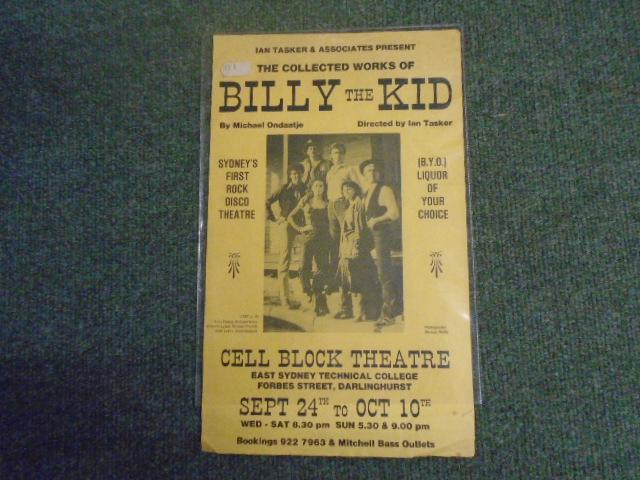 IAN TASKER & ASSOCIATES PRESENT
THE COLLECTED WORKS OF
BILLY THE KID
By Michael Ondaatje Directed by Ian Tasker
SYDNEY'S
FIRST
ROCK
DISCO
THEATRE
(B.Y.O.)
LIQUOR
OF
YOUR
CHOICE
CELL BLOCK THEATRE
EAST SYDNEY TECHNICAL COLLEGE
FORBES STREET, DARLINGHURST
SEPT 24TH TO OCT 10TH
WED - SAT 8.30 pm SUN 5.30 & 9.00 pm
Bookings 922 7963 & Mitchell Bass Outlets